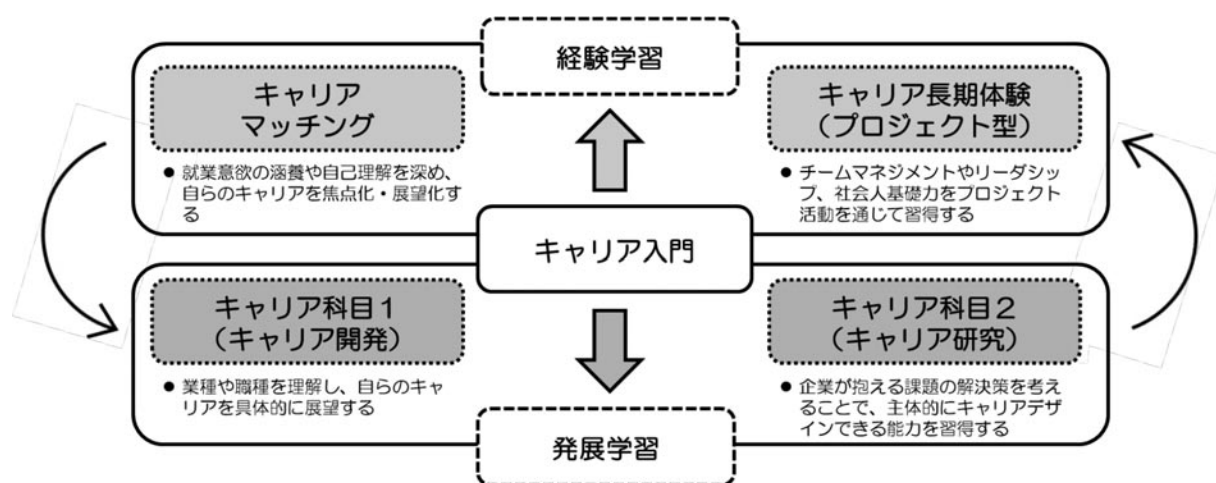 経験学習
キャリア
マッチング
● 就業意欲の涵養や自己理解を深め、
自らのキャリアを焦点化・展望化す
る
キャリア長期体験
（プロジェクト型）
● チームマネジメントやリーダシッ
プ、社会人基礎力をプロジェクト
活動を通じて習得する
キャリア入門
キャリア科目１
（キャリア開発）
● 業種や職種を理解し、自らのキャ
リアを具体的に展望する
キャリア科目２
（キャリア研究）
● 企業が抱える課題の解決策を考え
ることで、主体的にキャリアデザ
インできる能力を習得する
発展学習